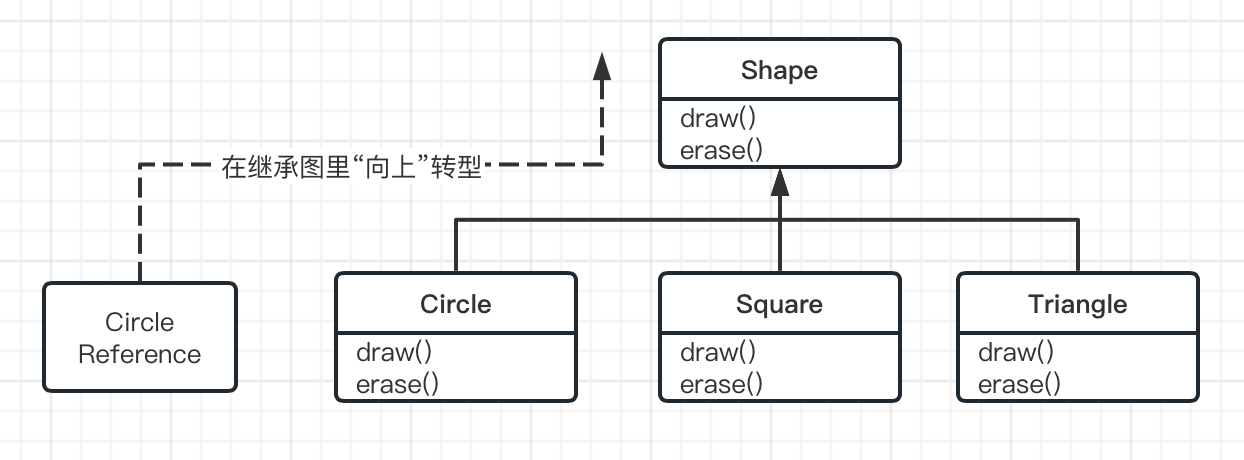 Shape
draw()
erase()
在继承图里“向上”转型
Circle
Reference
Circle
draw()
erase()
Square
draw()
erase()
Triangle
draw()
erase()